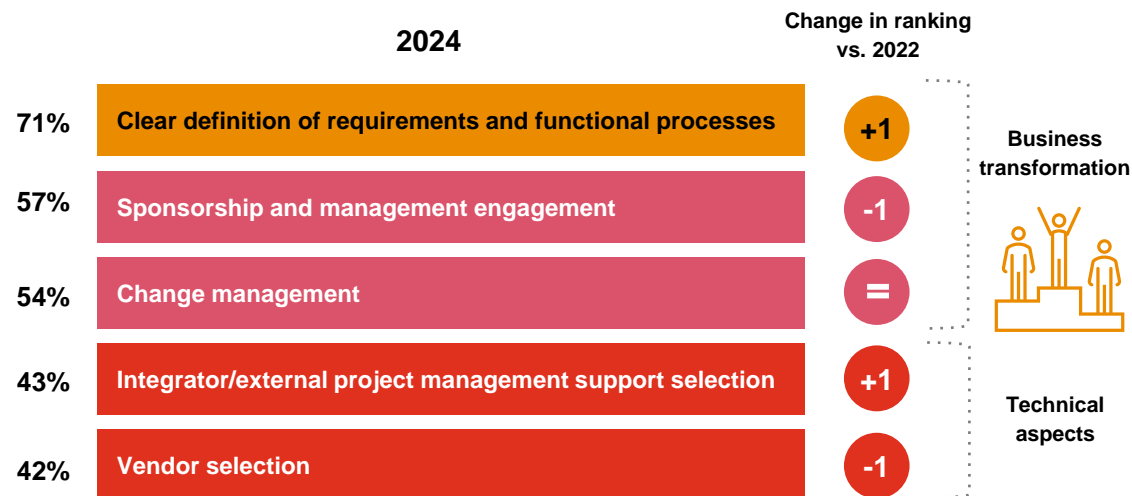 2024
Change in ranking
vs. 2022
71%
Clear definition of requirements and functional processes
+1
57%
Sponsorship and management engagement
-1
54%
Change management
=
Business
transformation
43%
Integrator/external project management support selection
+1
42%
Vendor selection
-1
Technical
aspects